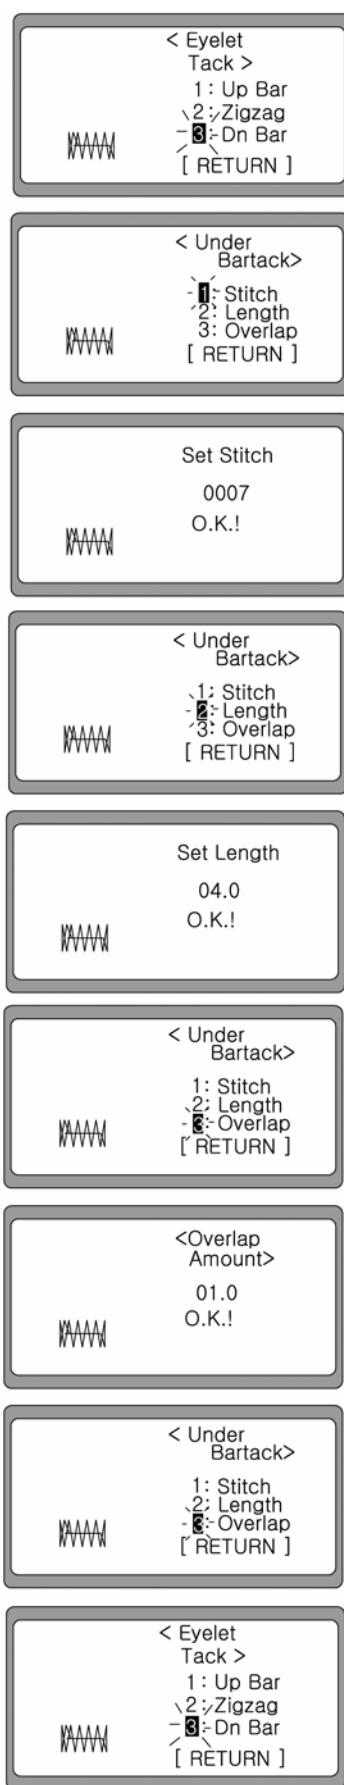 < Eyelet
Tack >
1: Up Bar
2: Zigzag
3: Dn Bar
[ RETURN ]
< Under
Bartack>
1: Stitch
2: Length
3: Overlap
[ RETURN ]
Set Stitch
0007
O.K.!
< Under
Bartack>
1: Stitch
2: Length
3: Overlap
[ RETURN ]
Set Length
04.0
O.K.!
< Under
Bartack>
1: Stitch
2: Length
3: Overlap
[ RETURN ]
<Overlap
Amount>
01.0
O.K.!
< Under
Bartack>
1: Stitch
2: Length
3: Overlap
[ RETURN ]
< Eyelet
Tack >
1: Up Bar
2: Zigzag
3: Dn Bar
[ RETURN ]